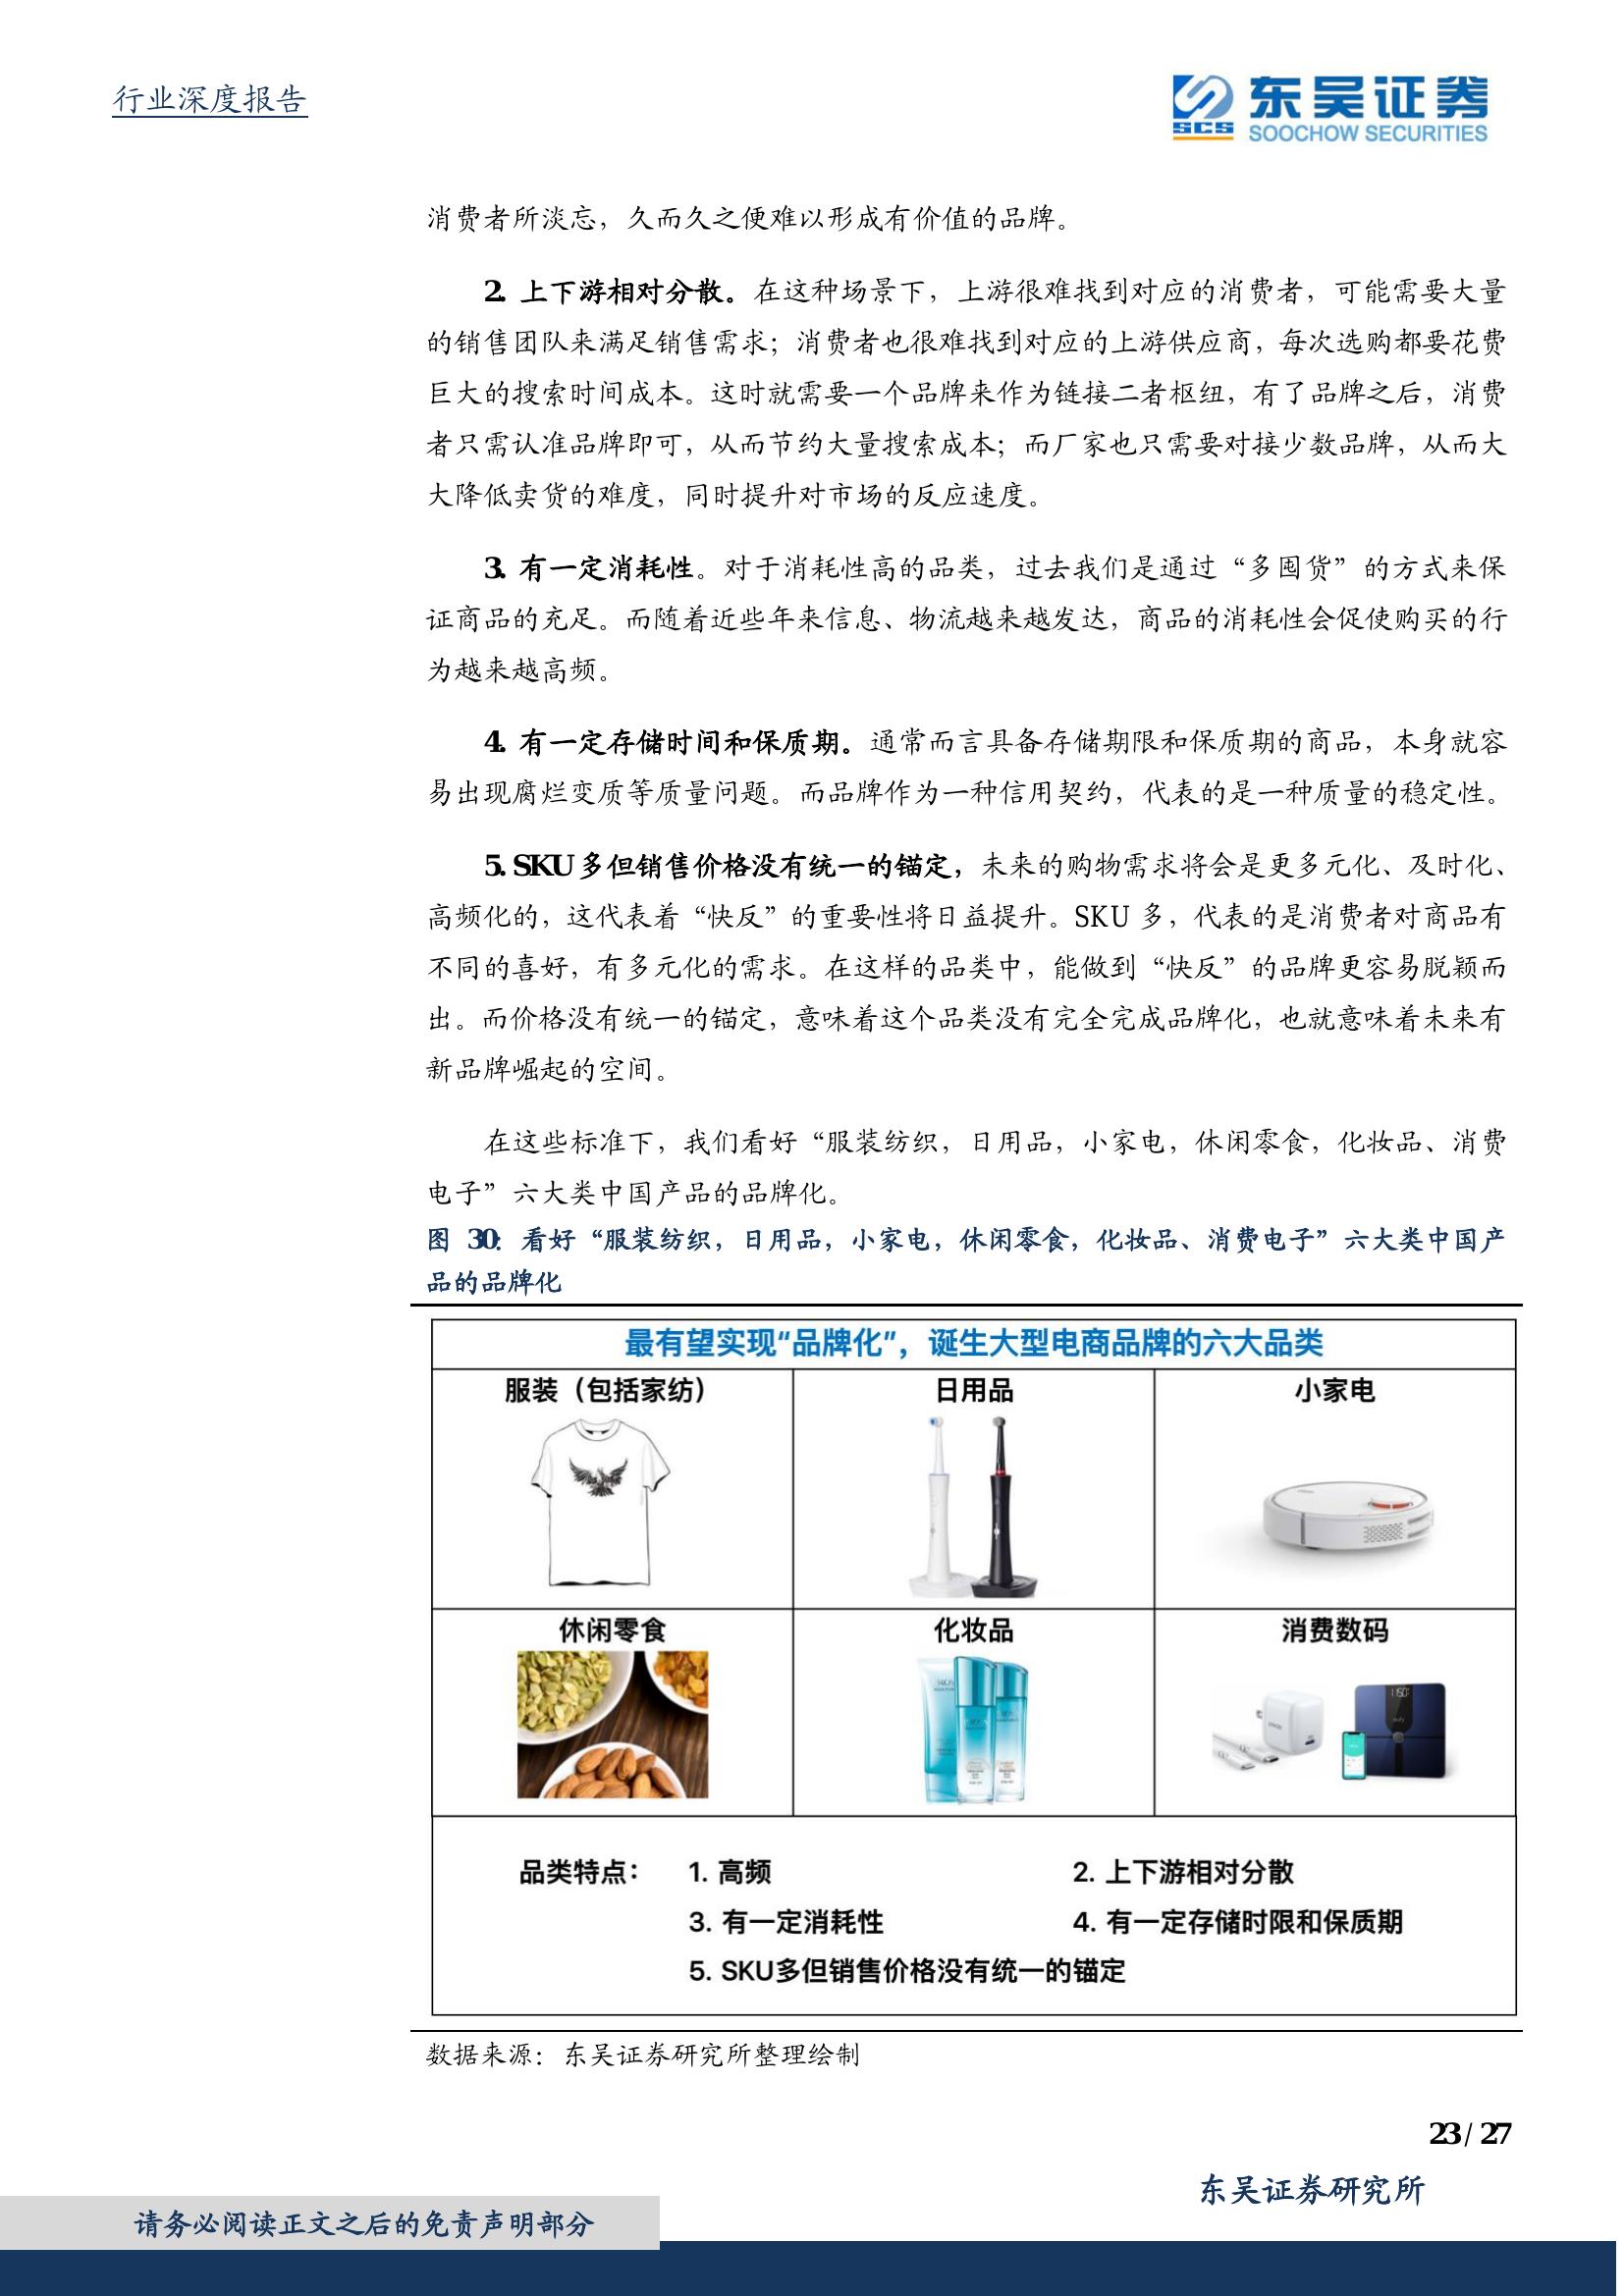 行业深度报告
SCS
东吴证券
SOOCHOW SECURITIES
消费者所淡忘，久而久之便难以形成有价值的品牌。
2. 上下游相对分散。在这种场景下，上游很难找到对应的消费者，可能需要大量
的销售团队来满足销售需求；消费者也很难找到对应的上游供应商，每次选购都要花费
巨大的搜索时间成本。这时就需要一个品牌来作为链接二者枢纽，有了品牌之后，消费
者只需认准品牌即可，从而节约大量搜索成本；而厂家也只需要对接少数品牌，从而大
大降低卖货的难度，同时提升对市场的反应速度。
3. 有一定消耗性。对于消耗性高的品类，过去我们是通过“多囤货”的方式来保
证商品的充足。而随着近些年来信息、物流越来越发达，商品的消耗性会促使购买的行
为越来越高频。
4. 有一定存储时间和保质期。通常而言具备存储期限和保质期的商品，本身就容
易出现腐烂变质等质量问题。而品牌作为一种信用契约，代表的是一种质量的稳定性。
5. SKU 多但销售价格没有统一的锚定，未来的购物需求将会是更多元化、及时化、
高频化的，这代表着“快反”的重要性将日益提升。SKU 多，代表的是消费者对商品有
不同的喜好，有多元化的需求。在这样的品类中，能做到“快反”的品牌更容易脱颖而
出。而价格没有统一的锚定，意味着这个品类没有完全完成品牌化，也就意味着未来有
新品牌崛起的空间。
在这些标准下，我们看好“服装纺织，日用品，小家电，休闲零食，化妆品、消费
电子”六大类中国产品的品牌化。
图 30：看好“服装纺织，日用品，小家电，休闲零食，化妆品、消费电子”六大类中国产
品的品牌化
最有望实现“品牌化”，诞生大型电商品牌的六大品类
服装（包括家纺）
日用品
小家电
休闲零食
化妆品
消费数码
品类特点：
1. 高频
2. 上下游相对分散
3. 有一定消耗性
4. 有一定存储时限和保质期
5. SKU多但销售价格没有统一的锚定
数据来源：东吴证券研究所整理绘制
23 / 27
东吴证券研究所
请务必阅读正文之后的免责声明部分